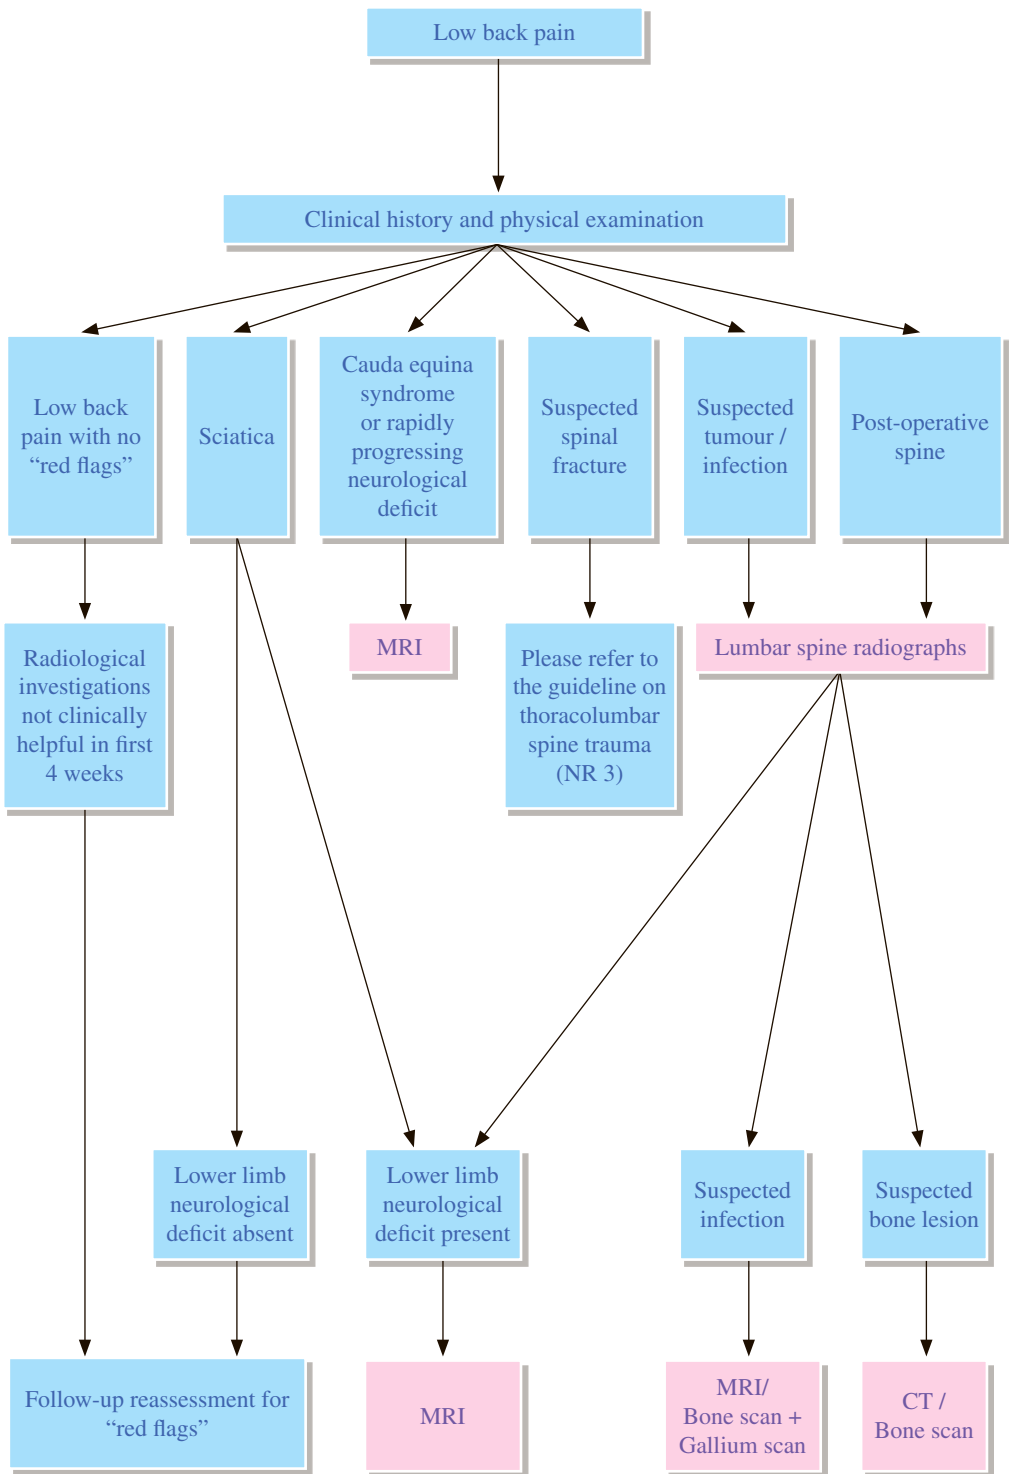 Low back pain
Clinical history and physical examination
Low back
pain with no
“red flags”
Sciatica
Cauda equina
syndrome
or rapidly
progressing
neurological
deficit
Suspected
spinal
fracture
Suspected
tumour /
infection
Post-operative
spine
Radiological
investigations
not clinically
helpful in first
4 weeks
MRI
Please refer to
the guideline on
thoracolumbar
spine trauma
(NR 3)
Lumbar spine radiographs
Lower limb
neurological
deficit absent
Lower limb
neurological
deficit present
Suspected
infection
Suspected
bone lesion
Follow-up reassessment for
“red flags”
MRI
MRI/
Bone scan +
Gallium scan
CT /
Bone scan